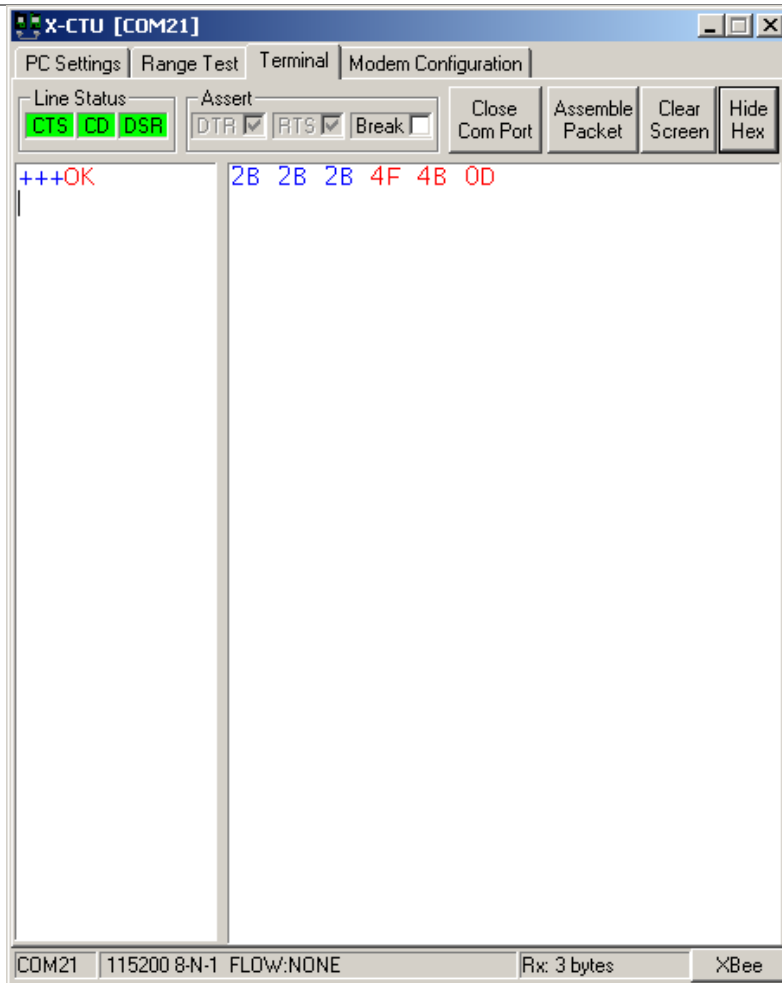 X-CTU [COM21]
PC Settings Range Test Terminal Modem Configuration
Line Status
CTS CD DSR
Assert
DTR RTS Break
Close Com Port
Assemble Packet
Clear Screen
Hide Hex
+++OK
2B 2B 2B 4F 4B 0D
COM21 115200 8-N-1 FLOW:NONE Rx: 3 bytes XBee